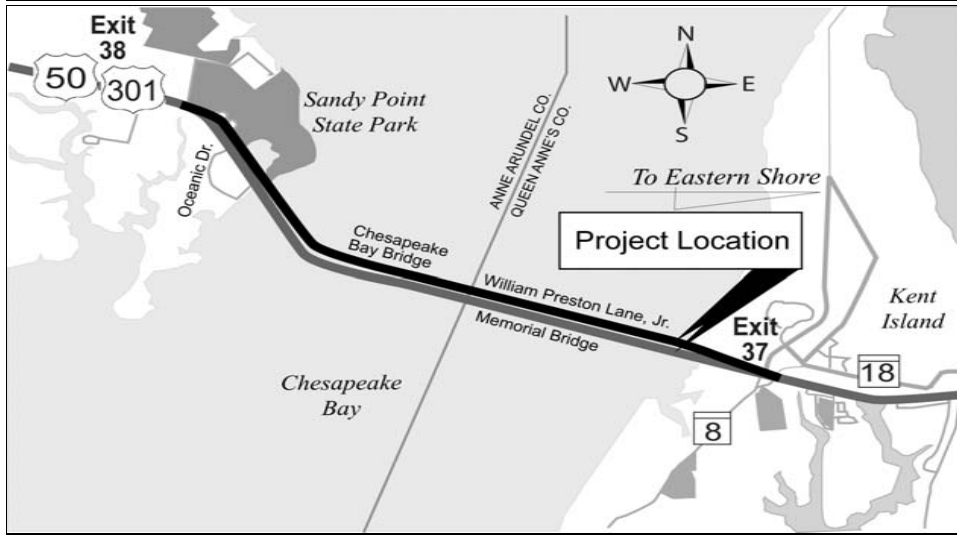 Exit
38
50
301
Sandy Point
State Park
Oceanic Dr.
ANNE ARUNDEL CO.
QUEEN ANNE'S CO.
N
W
E
S
To Eastern Shore
Project Location
Chesapeake
Bay Bridge
William Preston Lane, Jr.
Memorial Bridge
Exit
37
Kent
Island
18
8
Chesapeake
Bay